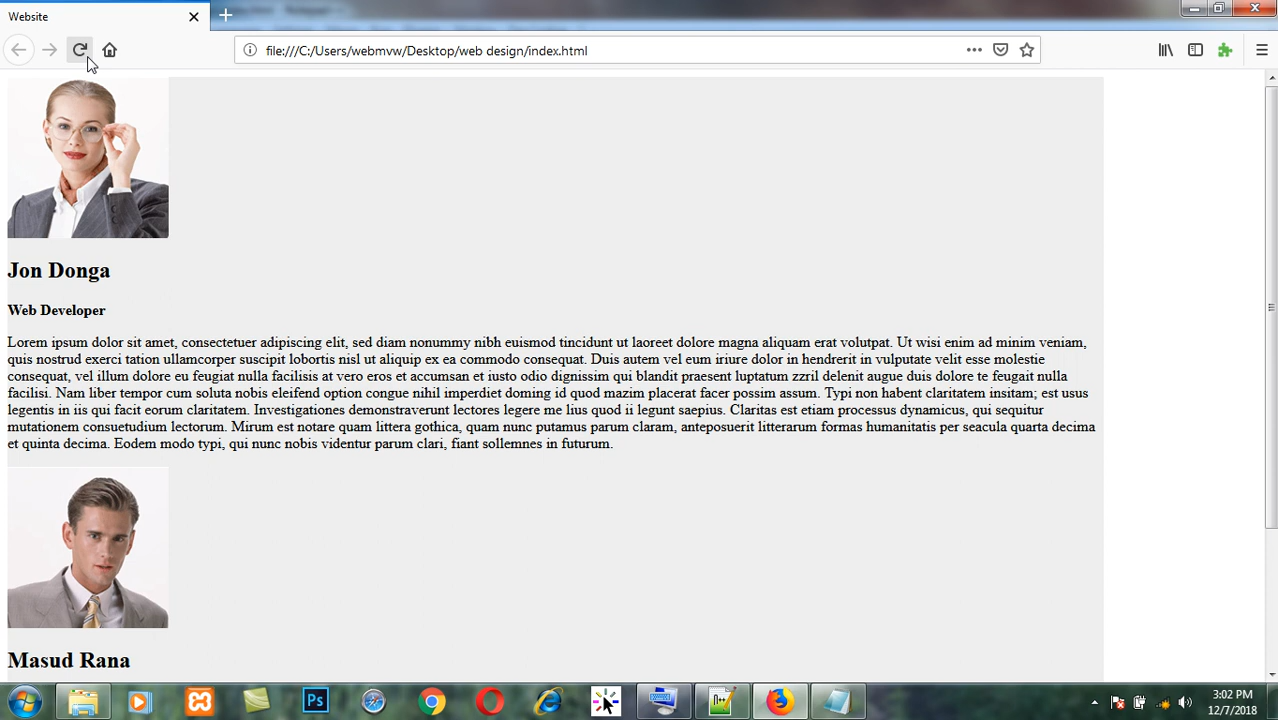 Website
file:///C:/Users/webmvw/Desktop/web design/index.html
Jon Donga
Web Developer
Lorem ipsum dolor sit amet, consectetuer adipiscing elit, sed diam nonummy nibh euismod tincidunt ut laoreet dolore magna aliquam erat volutpat. Ut wisi enim ad minim veniam,
quis nostrud exerci tation ullamcorper suscipit lobortis nisl ut aliquip ex ea commodo consequat. Duis autem vel eum iriure dolor in hendrerit in vulputate velit esse molestie
consequat, vel illum dolore eu feugiat nulla facilisis at vero eros et accumsan et iusto odio dignissim qui blandit praesent luptatum zzril delenit augue duis dolore te feugait nulla
facilisi. Nam liber tempor cum soluta nobis eleifend option congue nihil imperdiet doming id quod mazim placerat facer possim assum. Typi non habent claritatem insitam; est usus
legentis in iis qui facit eorum claritatem. Investigationes demonstraverunt lectores legere me lius quod ii legunt saepius. Claritas est etiam processus dynamicus, qui sequitur
mutationem consuetudium lectorum. Mirum est notare quam littera gothica, quam nunc putamus parum claram, anteposuerit litterarum formas humanitatis per seacula quarta decima
et quinta decima. Eodem modo typi, qui nunc nobis videntur parum clari, fiant sollemnes in futurum.
Masud Rana
Ps
3:02 PM
12/7/2018